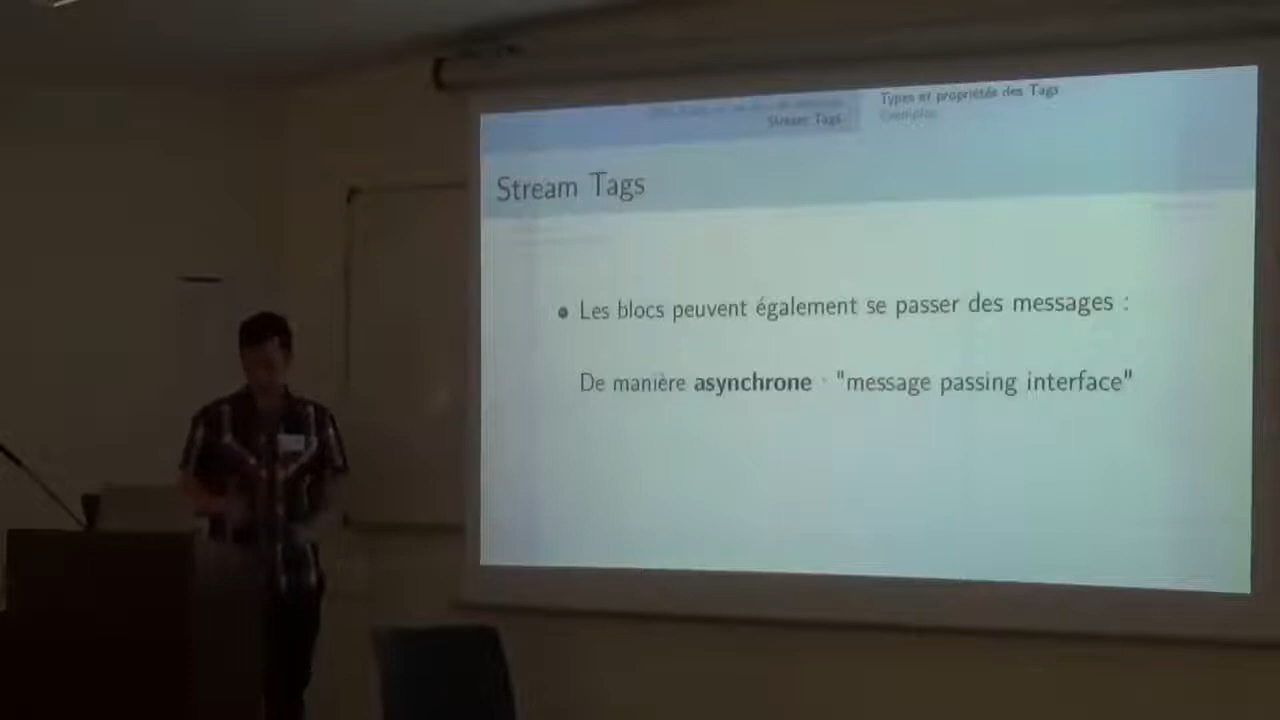 Stream Tags
Types et propriétés des Tags
Stream Tags
• Les blocs peuvent également se passer des messages :
De manière asynchrone : "message passing interface"